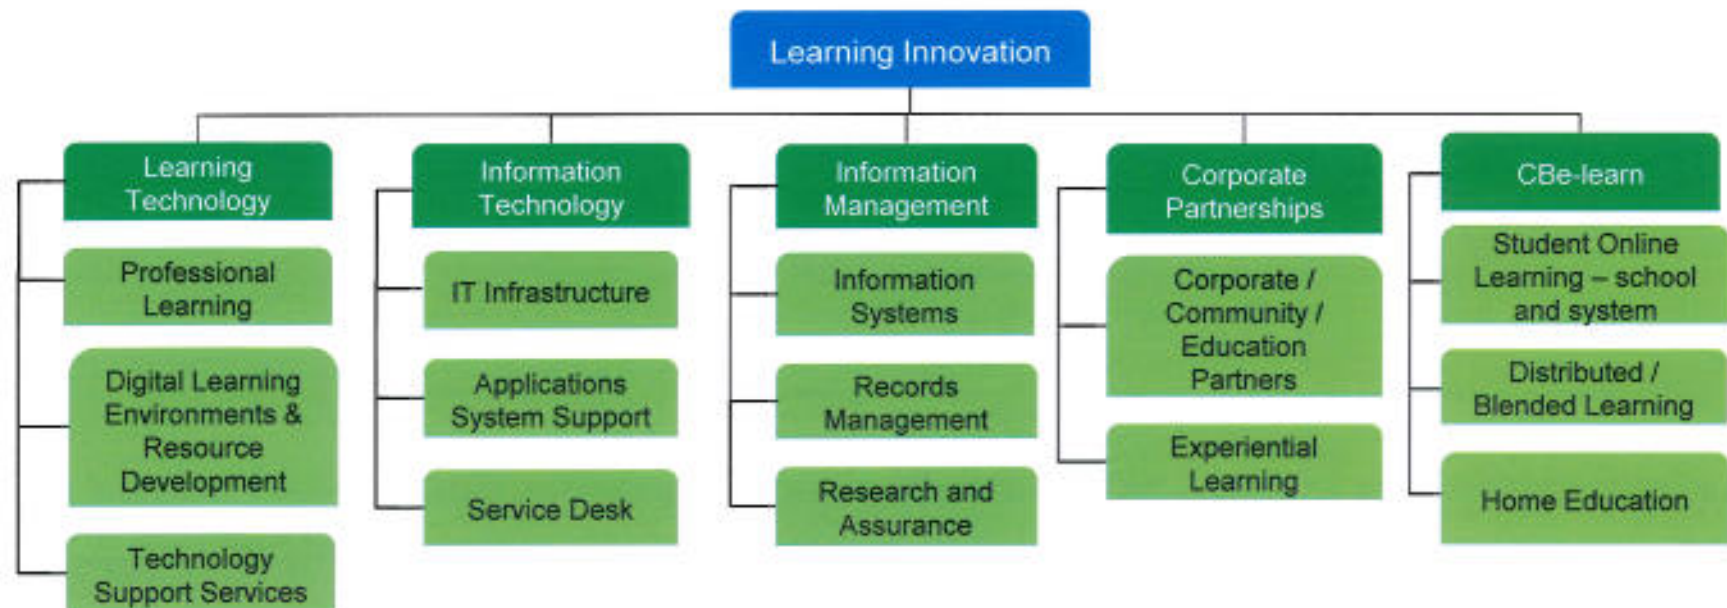 Learning Innovation
Learning
Technology
Professional
Learning
Digital Learning
Environments &
Resource
Development
Technology
Support Services
Information
Technology
IT Infrastructure
Applications
System Support
Service Desk
Information
Management
Information
Systems
Records
Management
Research and
Assurance
Corporate
Partnerships
Corporate /
Community /
Education
Partners
Experiential
Learning
CBe-learn
Student Online
Learning – school
and system
Distributed /
Blended Learning
Home Education